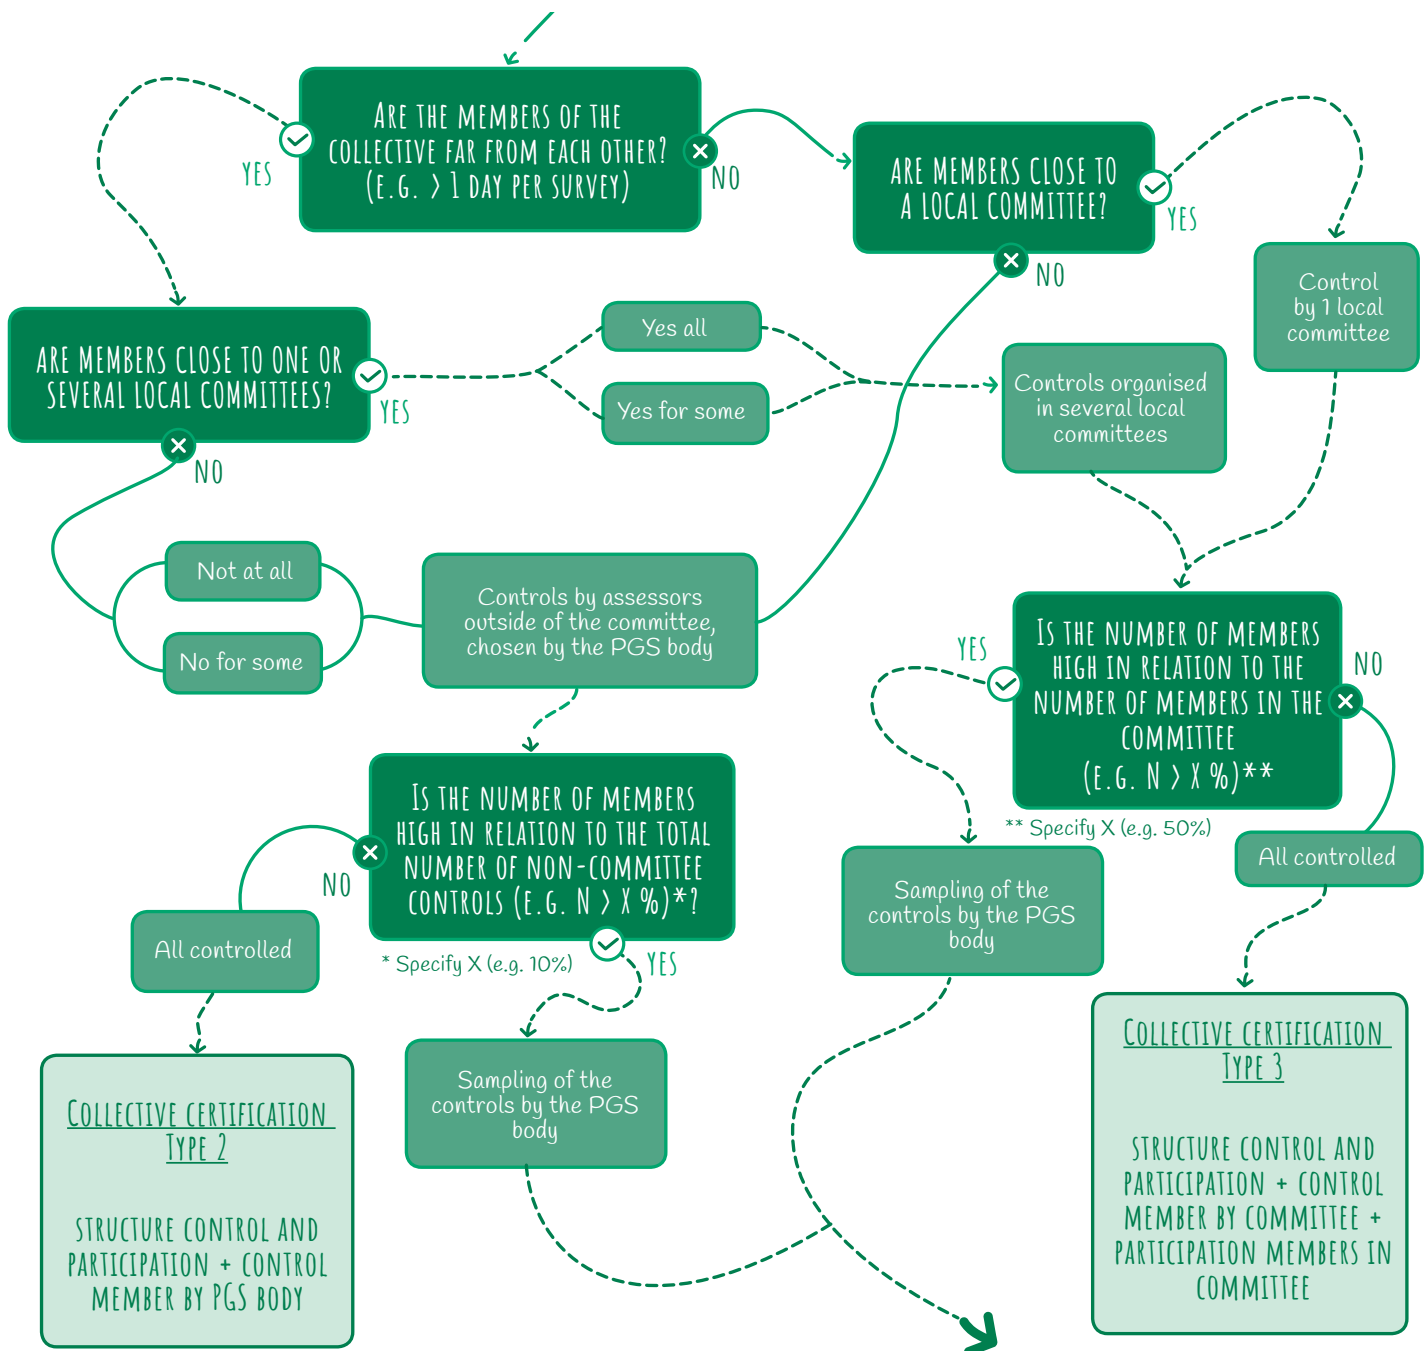 ARE THE MEMBERS OF THE
COLLECTIVE FAR FROM EACH OTHER?
(E.G. > 1 DAY PER SURVEY)
YES
NO
ARE MEMBERS CLOSE TO
A LOCAL COMMITTEE?
YES
NO
Control
by 1 local
committee
ARE MEMBERS CLOSE TO ONE OR
SEVERAL LOCAL COMMITTEES?
YES
NO
Yes all
Yes for some
Controls organised
in several local
committees
Not at all
No for some
Controls by assessors
outside of the committee,
chosen by the PGS body
IS THE NUMBER OF MEMBERS
HIGH IN RELATION TO THE
NUMBER OF MEMBERS IN THE
COMMITTEE
(E.G. N > X %)**
YES
NO
** Specify X (e.g. 50%)
All controlled
Sampling of the
controls by the PGS
body
IS THE NUMBER OF MEMBERS
HIGH IN RELATION TO THE TOTAL
NUMBER OF NON-COMMITTEE
CONTROLS (E.G. N > X %)*?
NO
YES
* Specify X (e.g. 10%)
All controlled
Sampling of the
controls by the PGS
body
COLLECTIVE CERTIFICATION
TYPE 2
STRUCTURE CONTROL AND
PARTICIPATION + CONTROL
MEMBER BY PGS BODY
COLLECTIVE CERTIFICATION
TYPE 3
STRUCTURE CONTROL AND
PARTICIPATION + CONTROL
MEMBER BY COMMITTEE +
PARTICIPATION MEMBERS IN
COMMITTEE